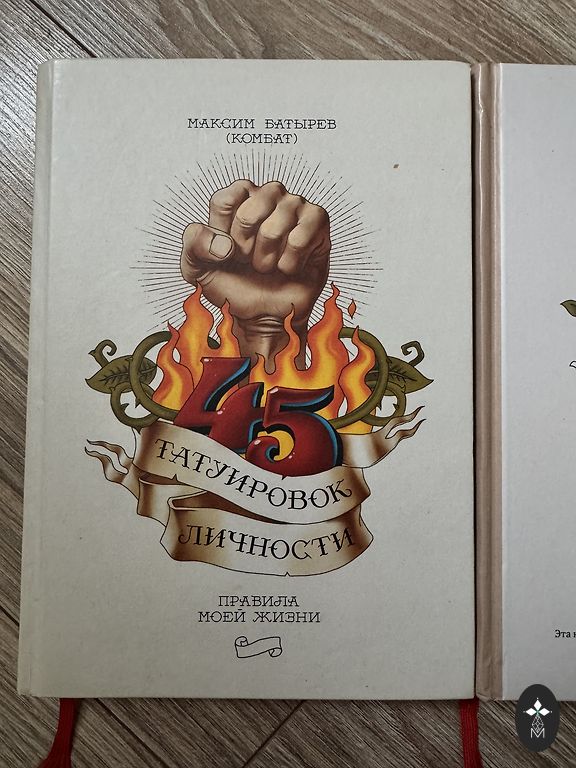 МАКСИМ БАТЫРЕВ
(КОМБАТ)
45
ТАТУИРОВОК
ЛИЧНОСТИ
ПРАВИЛА
МОЕЙ ЖИЗНИ
Эта
M